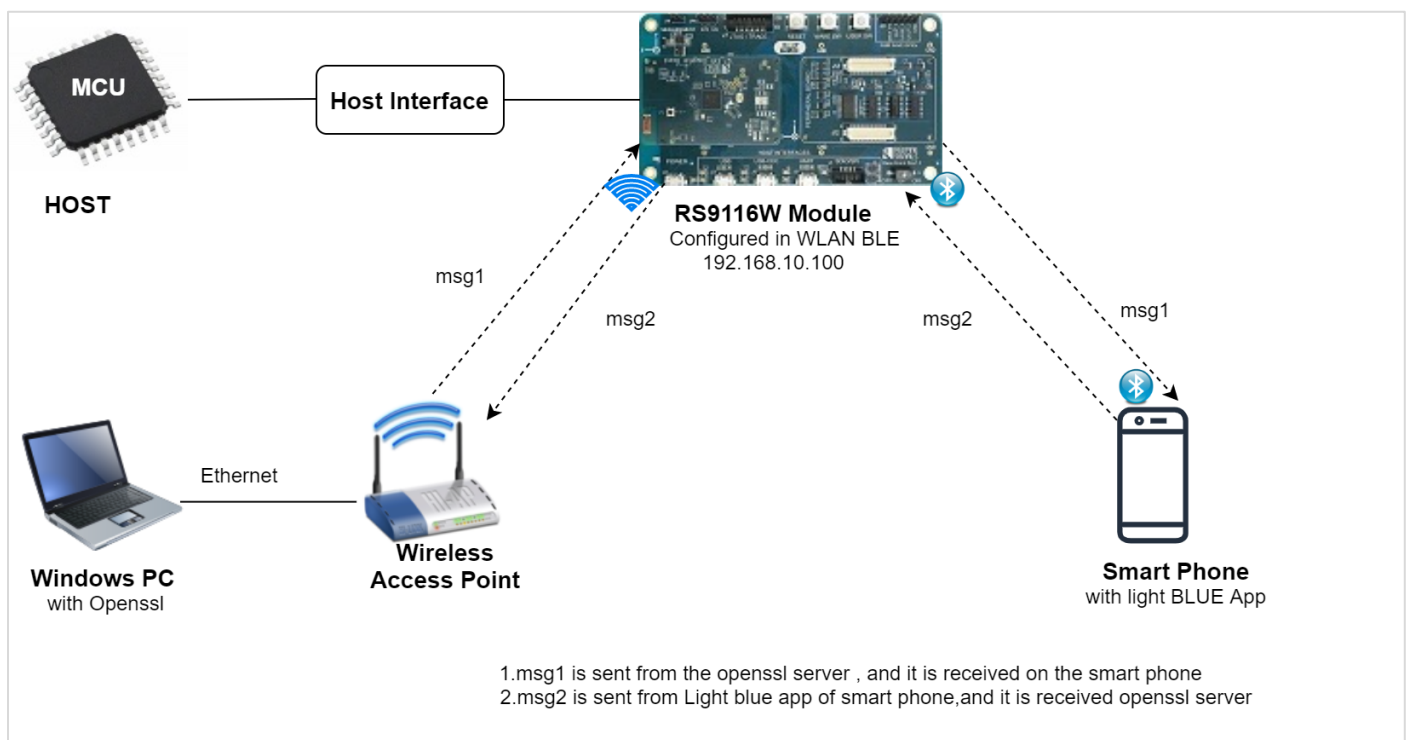 MCU
HOST
Host Interface
RESET
RS9116W Module
Configured in WLAN BLE
192.168.10.100
msg1
msg2
msg2
msg1
Ethernet
Windows PC
with Openssl
Wireless
Access Point
Smart Phone
with light BLUE App
1.msg1 is sent from the openssl server , and it is received on the smart phone
2.msg2 is sent from Light blue app of smart phone,and it is received openssl server